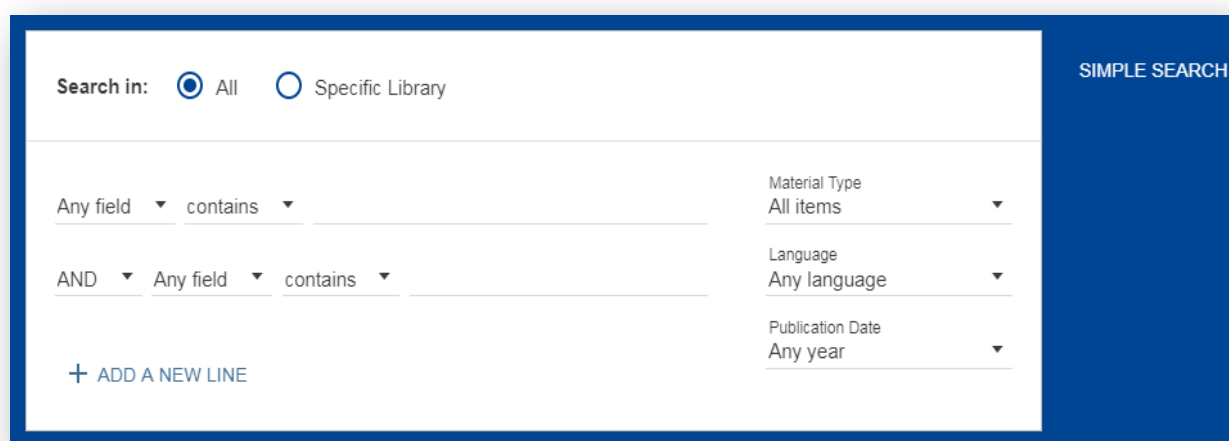 Search in: All Specific Library
SIMPLE SEARCH
Any field contains
AND Any field contains
+ ADD A NEW LINE
Material Type
All items
Language
Any language
Publication Date
Any year